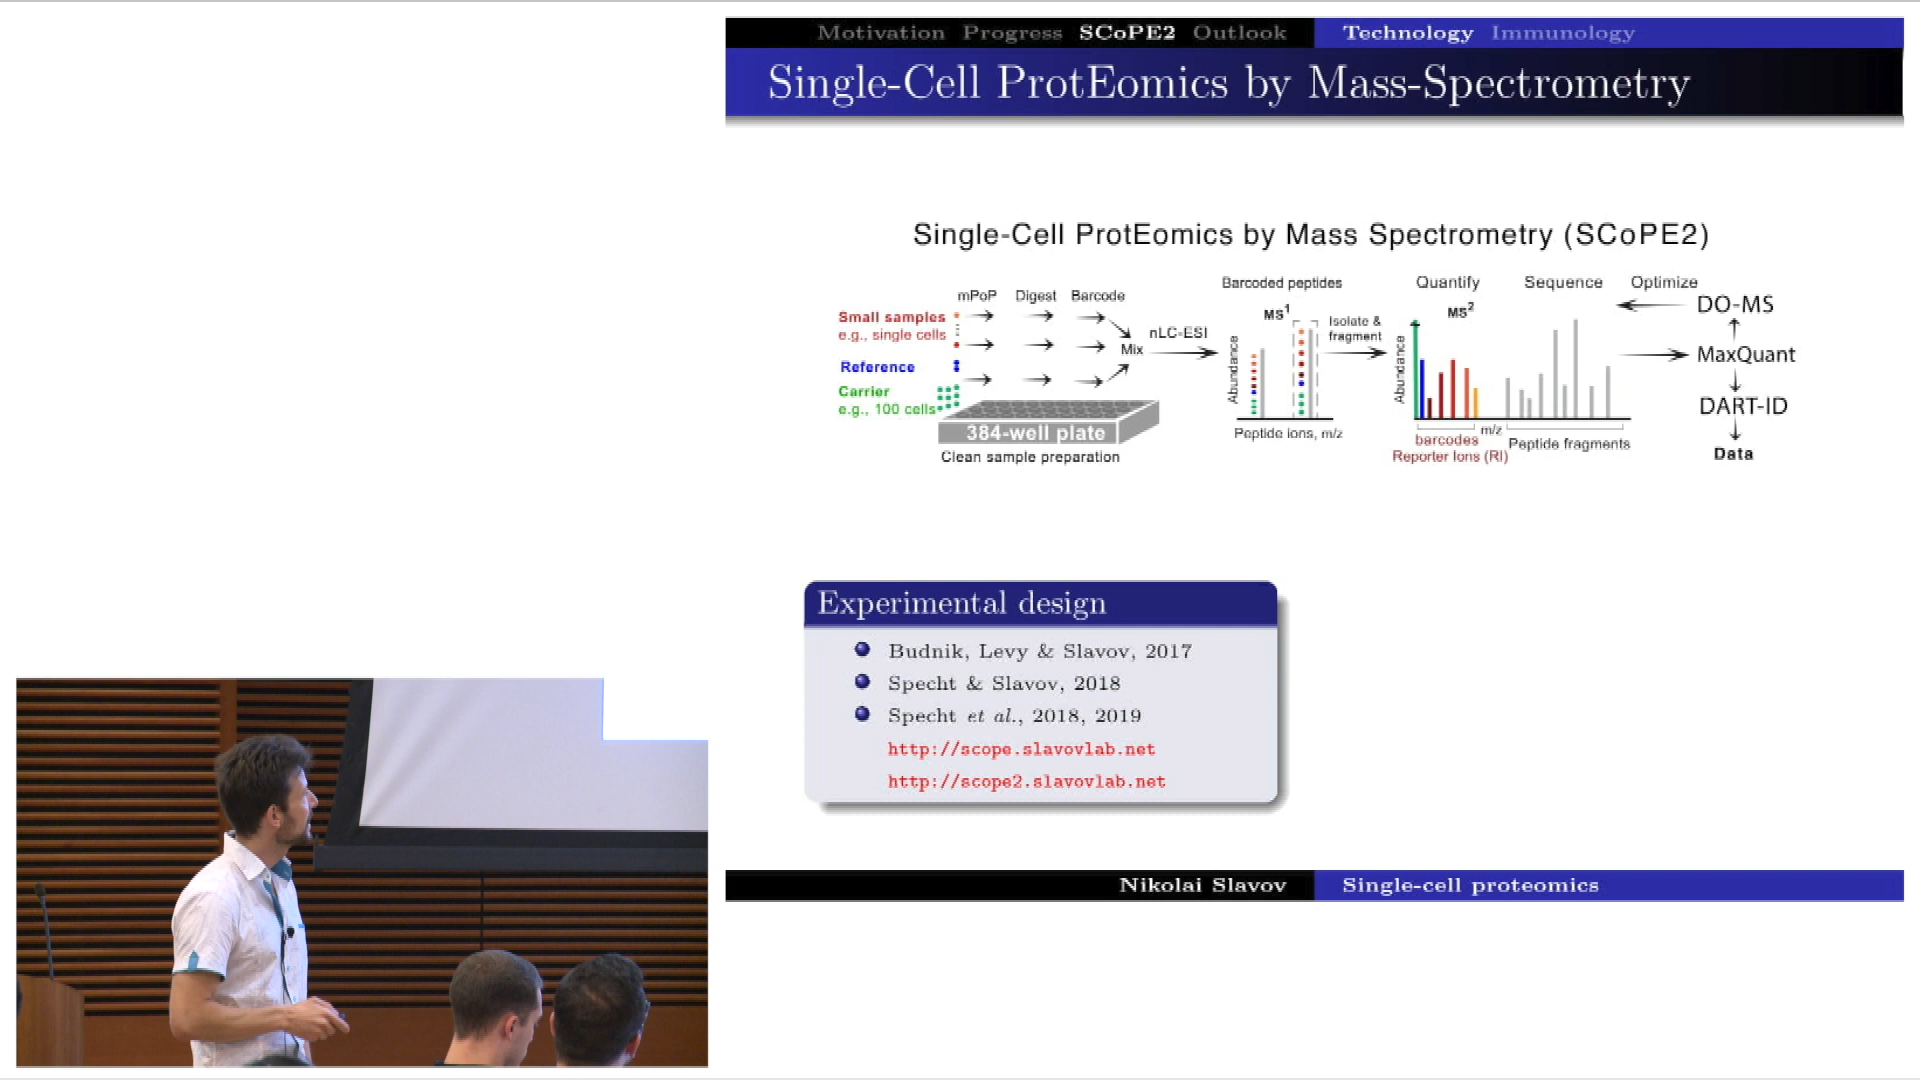 Motivation Progress SCoPE2 Outlook Technology Immunology
Single-Cell ProtEomics by Mass-Spectrometry
Single-Cell ProtEomics by Mass Spectrometry (SCoPE2)
mPoP Digest Barcode
Small samples
e.g., single cells
Reference
Carrier
e.g., 100 cells
Mix
384-well plate
Clean sample preparation
nLC-ESI
Barcoded peptides
MS1
Abundance
Peptide ions, m/z
Isolate &
fragment
Quantify Sequence Optimize
MS2
Abundance
m/z
barcodes
Reporter Ions (RI)
Peptide fragments
DO-MS
MaxQuant
DART-ID
Data
Experimental design
Budnik, Levy & Slavov, 2017
Specht & Slavov, 2018
Specht et al., 2018, 2019
http://scope.slavovlab.net
http://scope2.slavovlab.net
Nikolai Slavov Single-cell proteomics